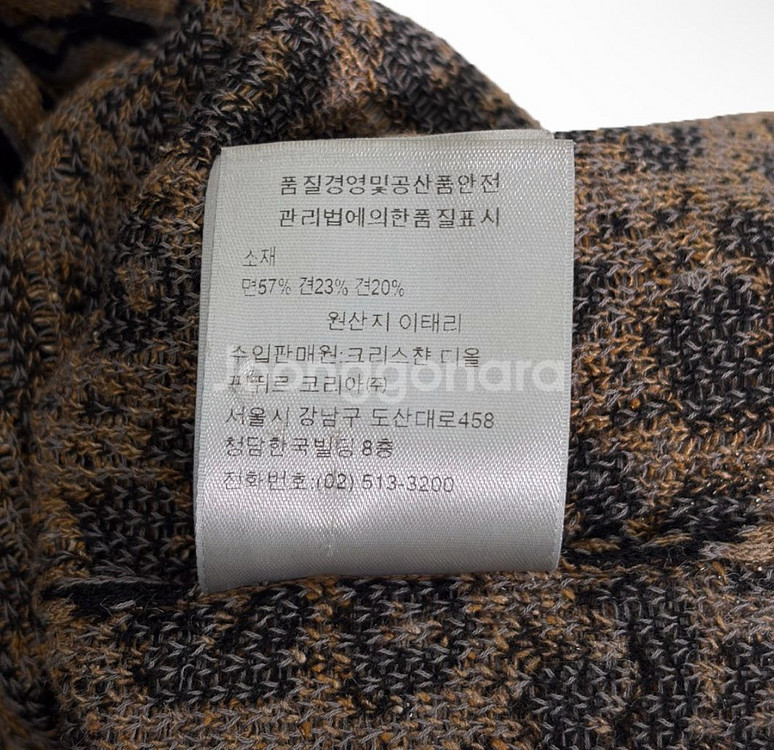 품질경영및공산품안전
관리법에의한품질표시
소재
면57% 견23% 견20%
원산지 이태리
수입판매원:크리스챤 디올
Joonggonara
꾸뛰르코리아(주)
서울시 강남구 도산대로458
청담한국빌딩 8층
전화번호:(02) 513-3200